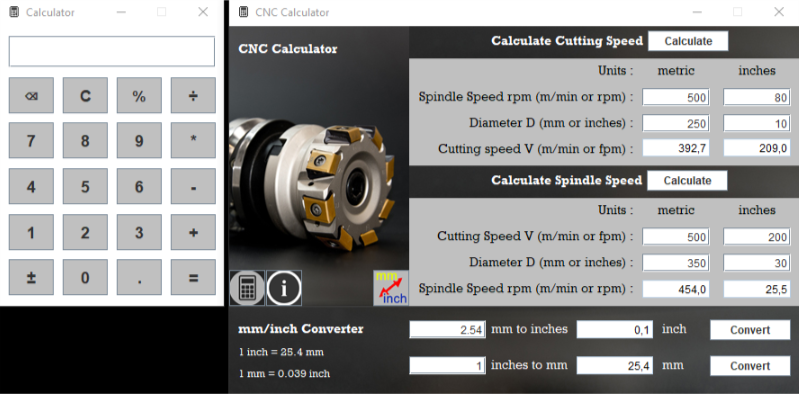 Calculator
⌫ C % ÷
7 8 9 *
4 5 6 -
1 2 3 +
± 0 . =
CNC Calculator
CNC Calculator
Calculate Cutting Speed Calculate
Units : metric inches
Spindle Speed rpm (m/min or rpm) : 500 80
Diameter D (mm or inches) : 250 10
Cutting speed V (m/min or fpm) : 392,7 209,0
Calculate Spindle Speed Calculate
Units : metric inches
Cutting Speed V (m/min or fpm) : 500 200
Diameter D (mm or inches) : 350 30
Spindle Speed rpm (m/min or fpm) : 454,0 25,5
i
mm
inch
mm/inch Converter
2.54 mm to inches 0,1 inch Convert
1 inch = 25.4 mm
1 inches to mm 25,4 mm Convert
1 mm = 0.039 inch